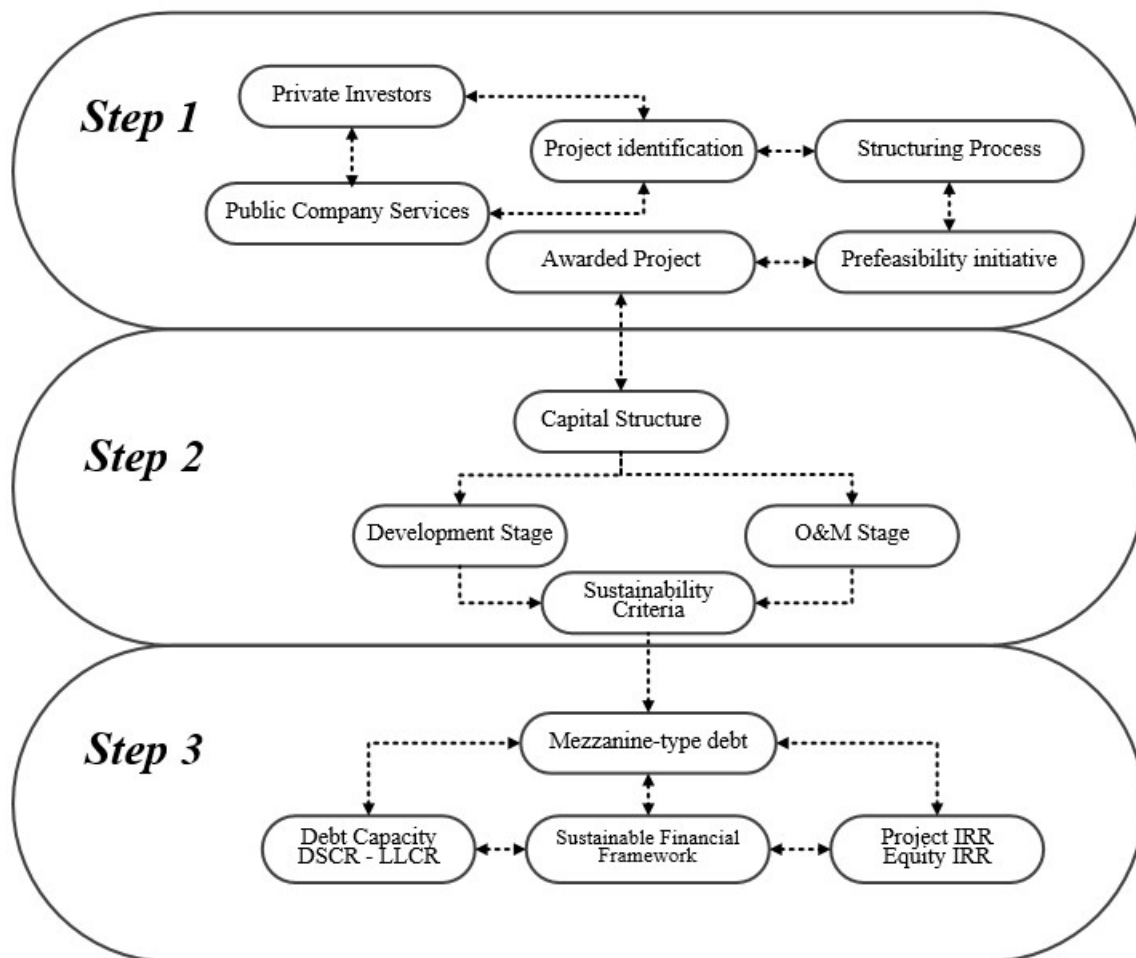 Step 1
Private Investors
Project identification
Structuring Process
Public Company Services
Awarded Project
Prefeasibility initiative
Step 2
Capital Structure
Development Stage
O&M Stage
Sustainability
Criteria
Step 3
Mezzanine-type debt
Debt Capacity
DSCR - LLCR
Sustainable Financial
Framework
Project IRR
Equity IRR